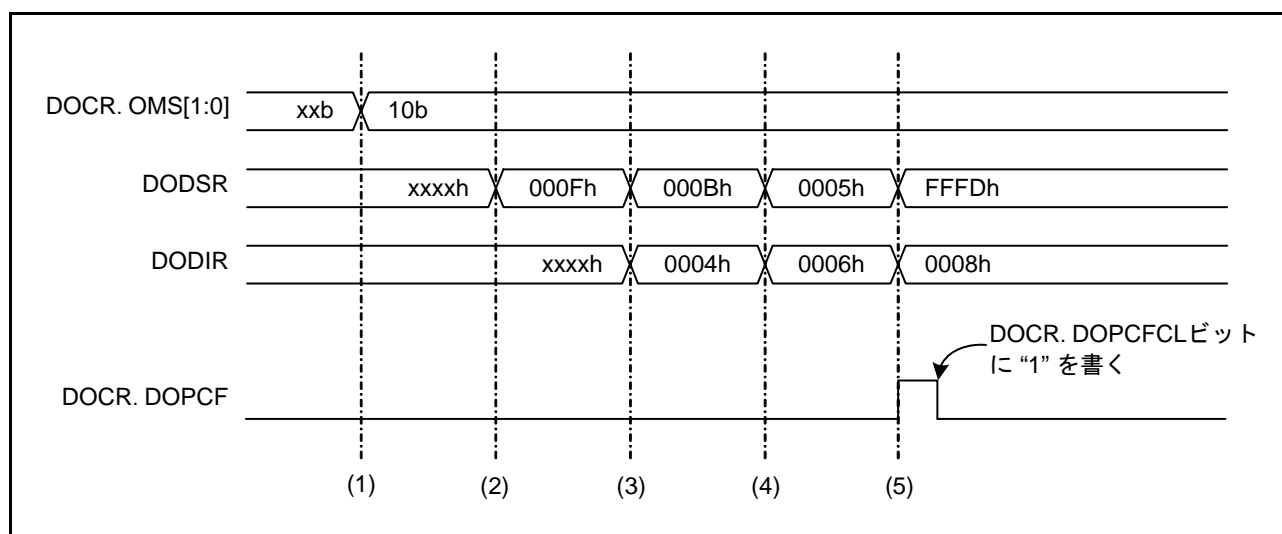 DOCR. OMS[1:0] xxb 10b
DODSR xxxxh 000Fh 000Bh 0005h FFFDh
DODIR xxxxh 0004h 0006h 0008h
DOCR. DOPCFCLビット
に “1” を書く
DOCR. DOPCF
(1) (2) (3) (4) (5)